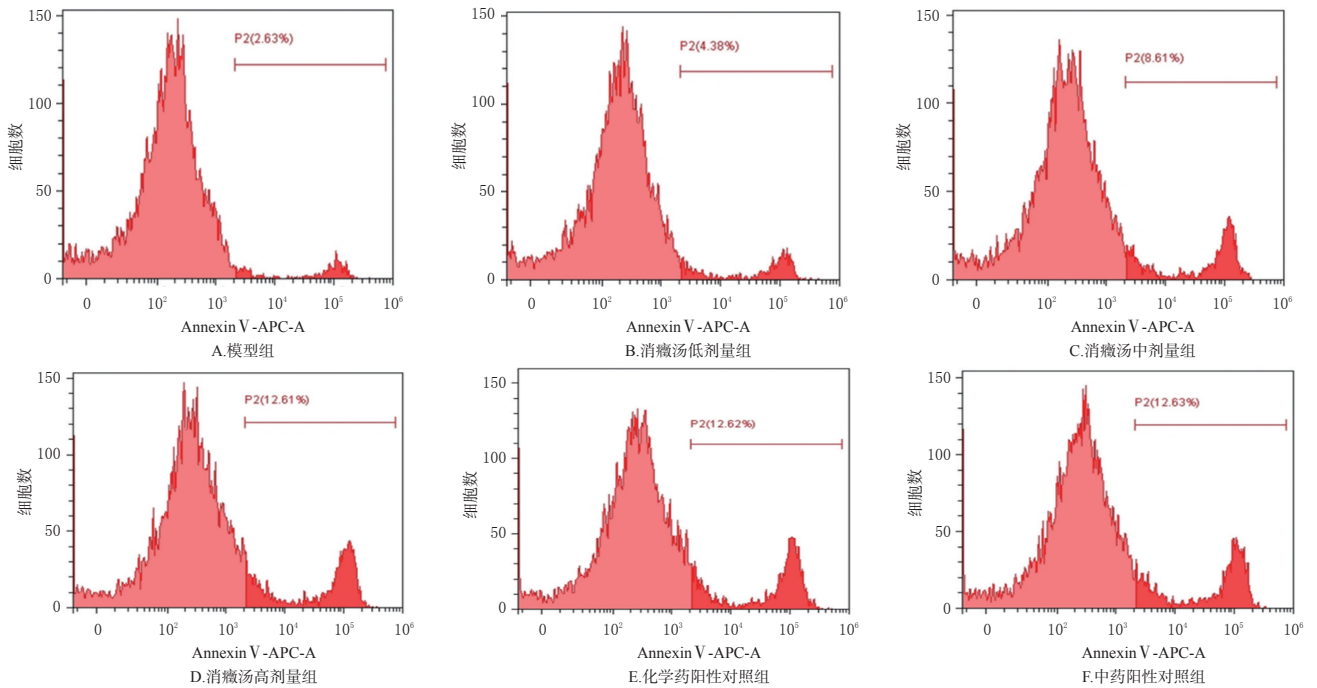 150
P2(2.63%)
100
细胞数
50
0
0 10² 10³ 10⁴ 10⁵ 10⁶
Annexin Ⅴ-APC-A
A.模型组
150
P2(4.38%)
100
细胞数
50
0
0 10² 10³ 10⁴ 10⁵ 10⁶
Annexin Ⅴ-APC-A
B.消癥汤低剂量组
150
P2(8.61%)
100
细胞数
50
0
0 10² 10³ 10⁴ 10⁵ 10⁶
Annexin Ⅴ-APC-A
C.消癥汤中剂量组
150
P2(12.61%)
100
细胞数
50
0
0 10² 10³ 10⁴ 10⁵ 10⁶
Annexin Ⅴ-APC-A
D.消癥汤高剂量组
150
P2(12.62%)
100
细胞数
50
0
0 10² 10³ 10⁴ 10⁵ 10⁶
Annexin Ⅴ-APC-A
E.化学药阳性对照组
150
P2(12.63%)
100
细胞数
50
0
0 10² 10³ 10⁴ 10⁵ 10⁶
Annexin Ⅴ-APC-A
F.中药阳性对照组